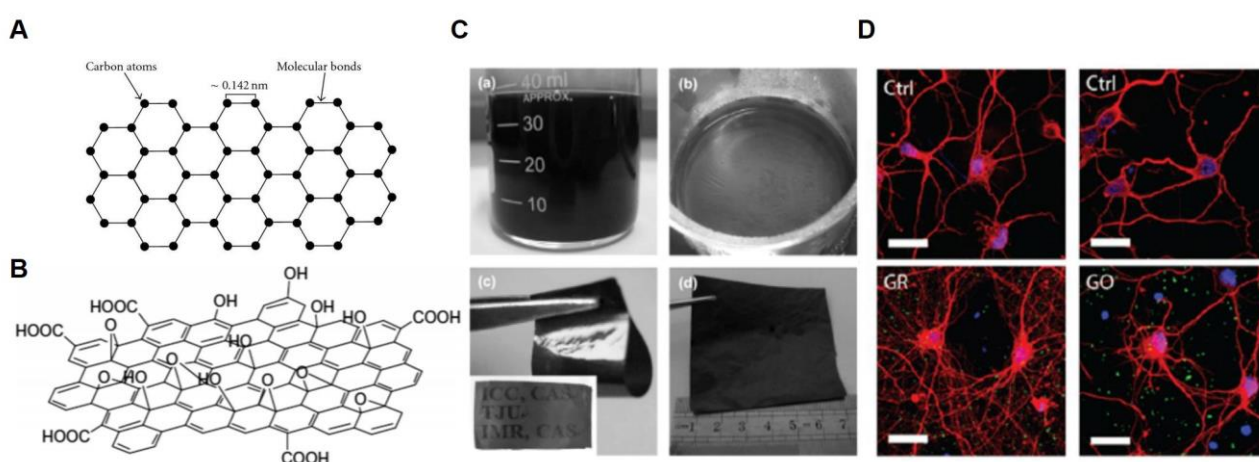 A
Carbon atoms
Molecular bonds
~ 0.142 nm
B
OH
OH
OH
HOOC
HOOC
O
HO
COOH
HO
O
O
O
HO
HO
O
O
O
HOOC
COOH
C
(a)
40 ml
APPROX.
30
20
10
(b)
(c)
ICC, CAS
TJU
IMR, CAS
(d)
1 2 3 4 5 6 7
D
Ctrl
Ctrl
GR
GO